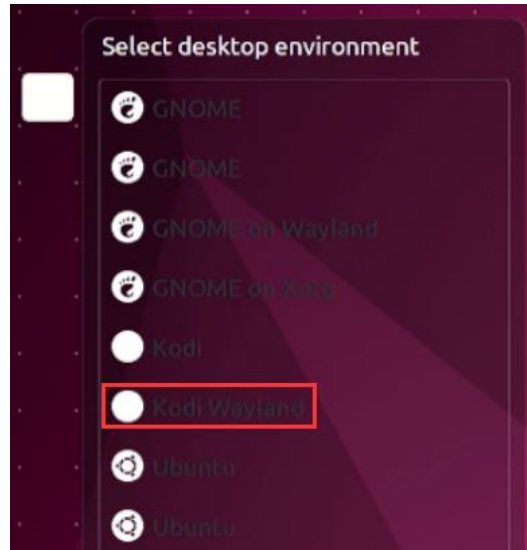 Select desktop environment
GNOME
GNOME
GNOME on Wayland
GNOME on Xorg
Kodi
Kodi Wayland
Ubuntu
Ubuntu